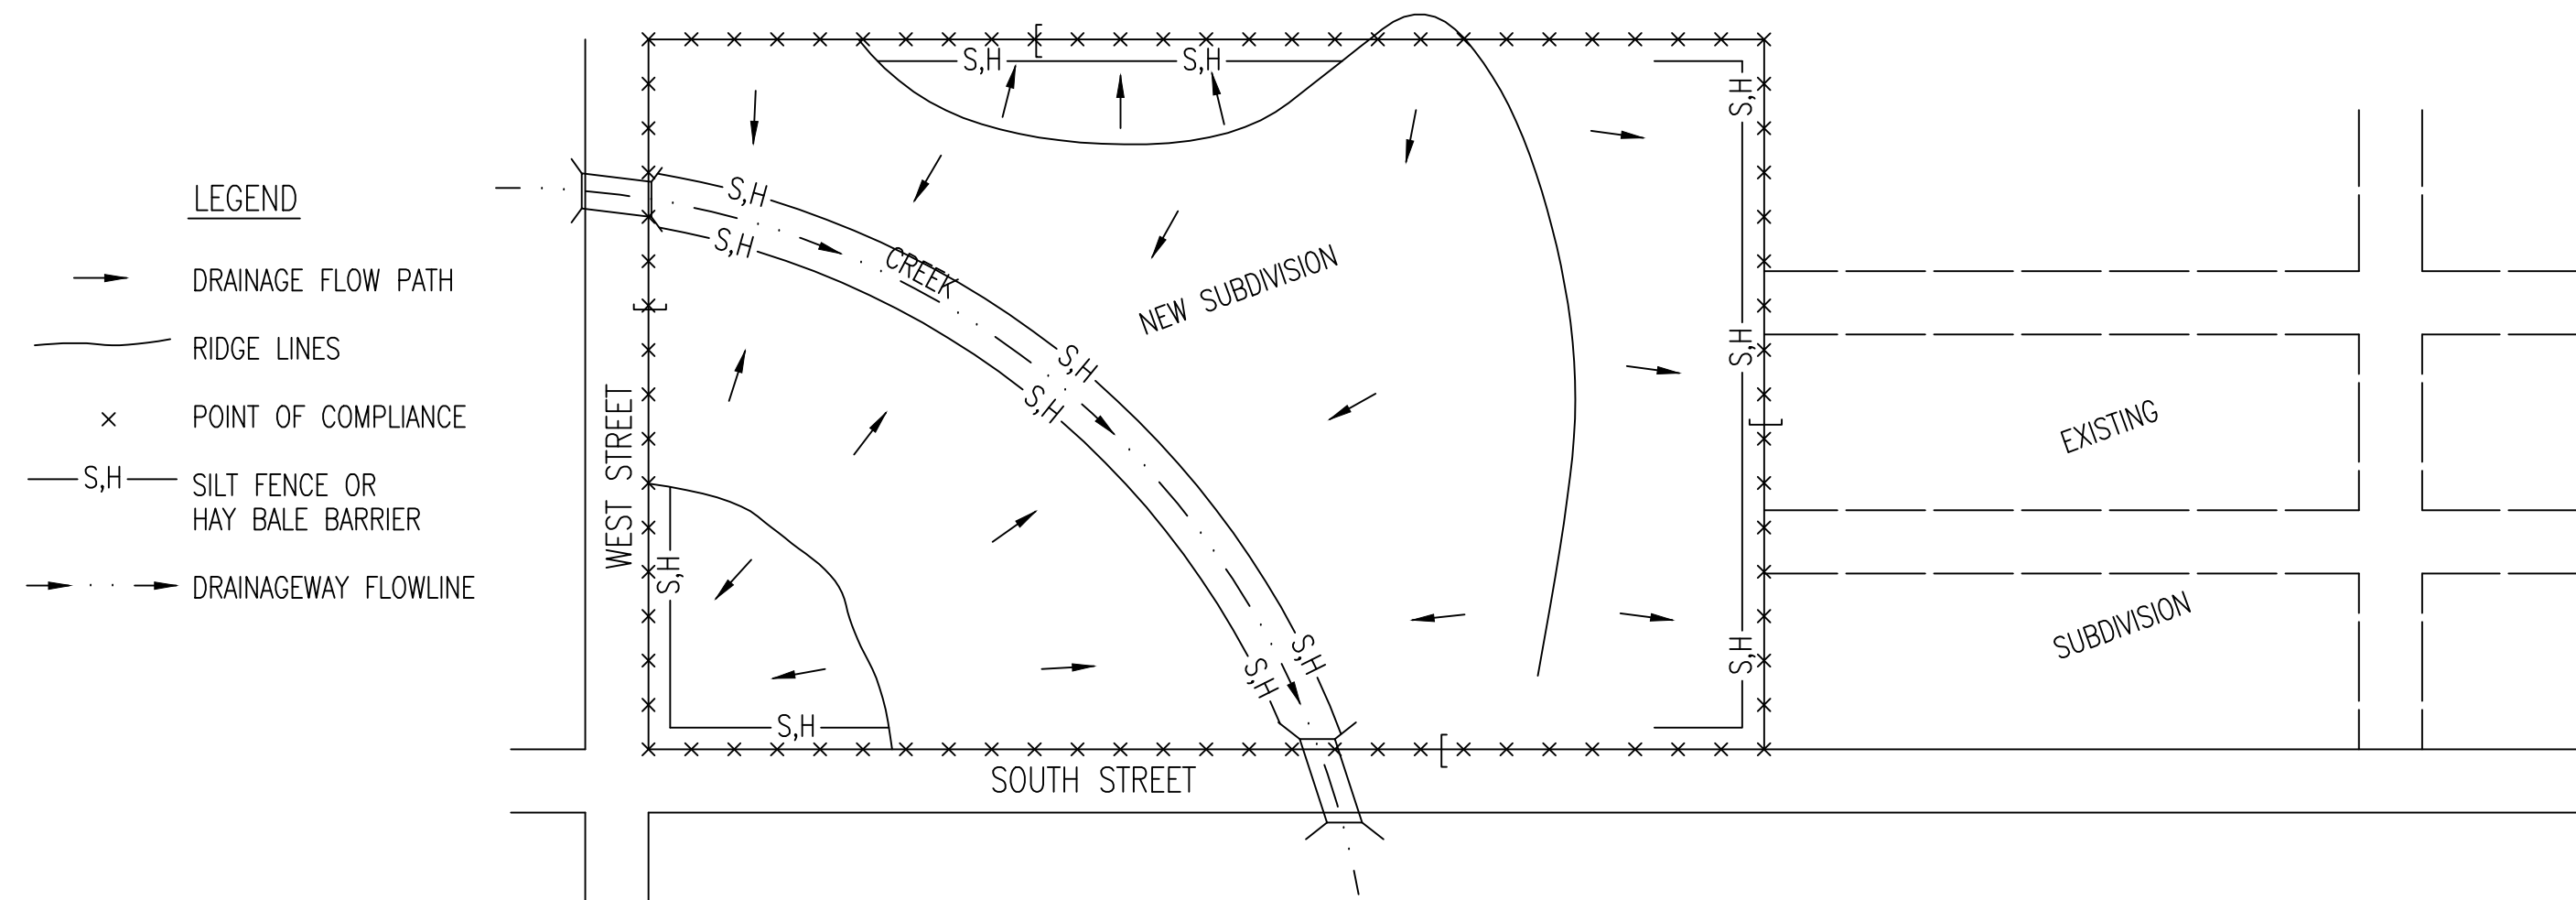 LEGEND
DRAINAGE FLOW PATH
RIDGE LINES
POINT OF COMPLIANCE
S,H
SILT FENCE OR
HAY BALE BARRIER
DRAINAGEWAY FLOWLINE
S,H
S,H
S,H
S,H
S,H
CREEK
NEW SUBDIVISION
S,H
S,H
S,H
WEST STREET
EXISTING
S,H
S,H
S,H
S,H
SUBDIVISION
S,H
SOUTH STREET